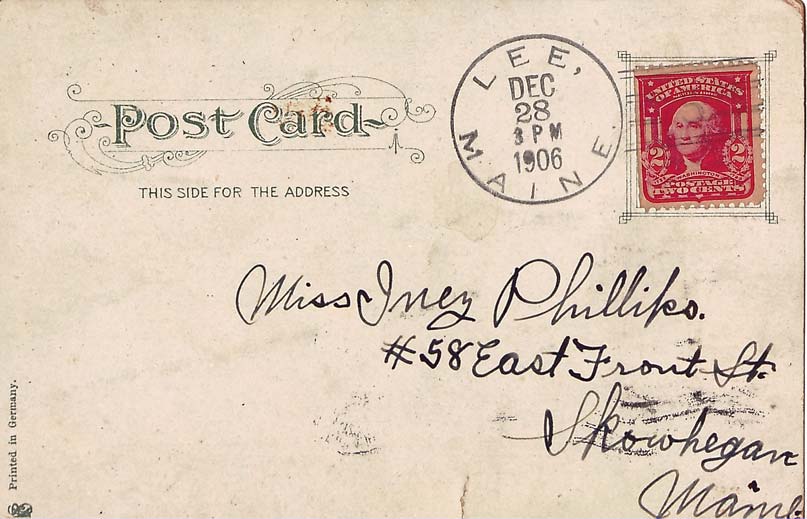 Post Card
THIS SIDE FOR THE ADDRESS
LEE,
DEC
28
3 PM
1906
MAINE.
UNITED STATES
OF AMERICA
2 2
POSTAGE
TWO CENTS
Miss Inez Phillips.
#58 East Front St.
Skowhegan
Maine
Printed in Germany.